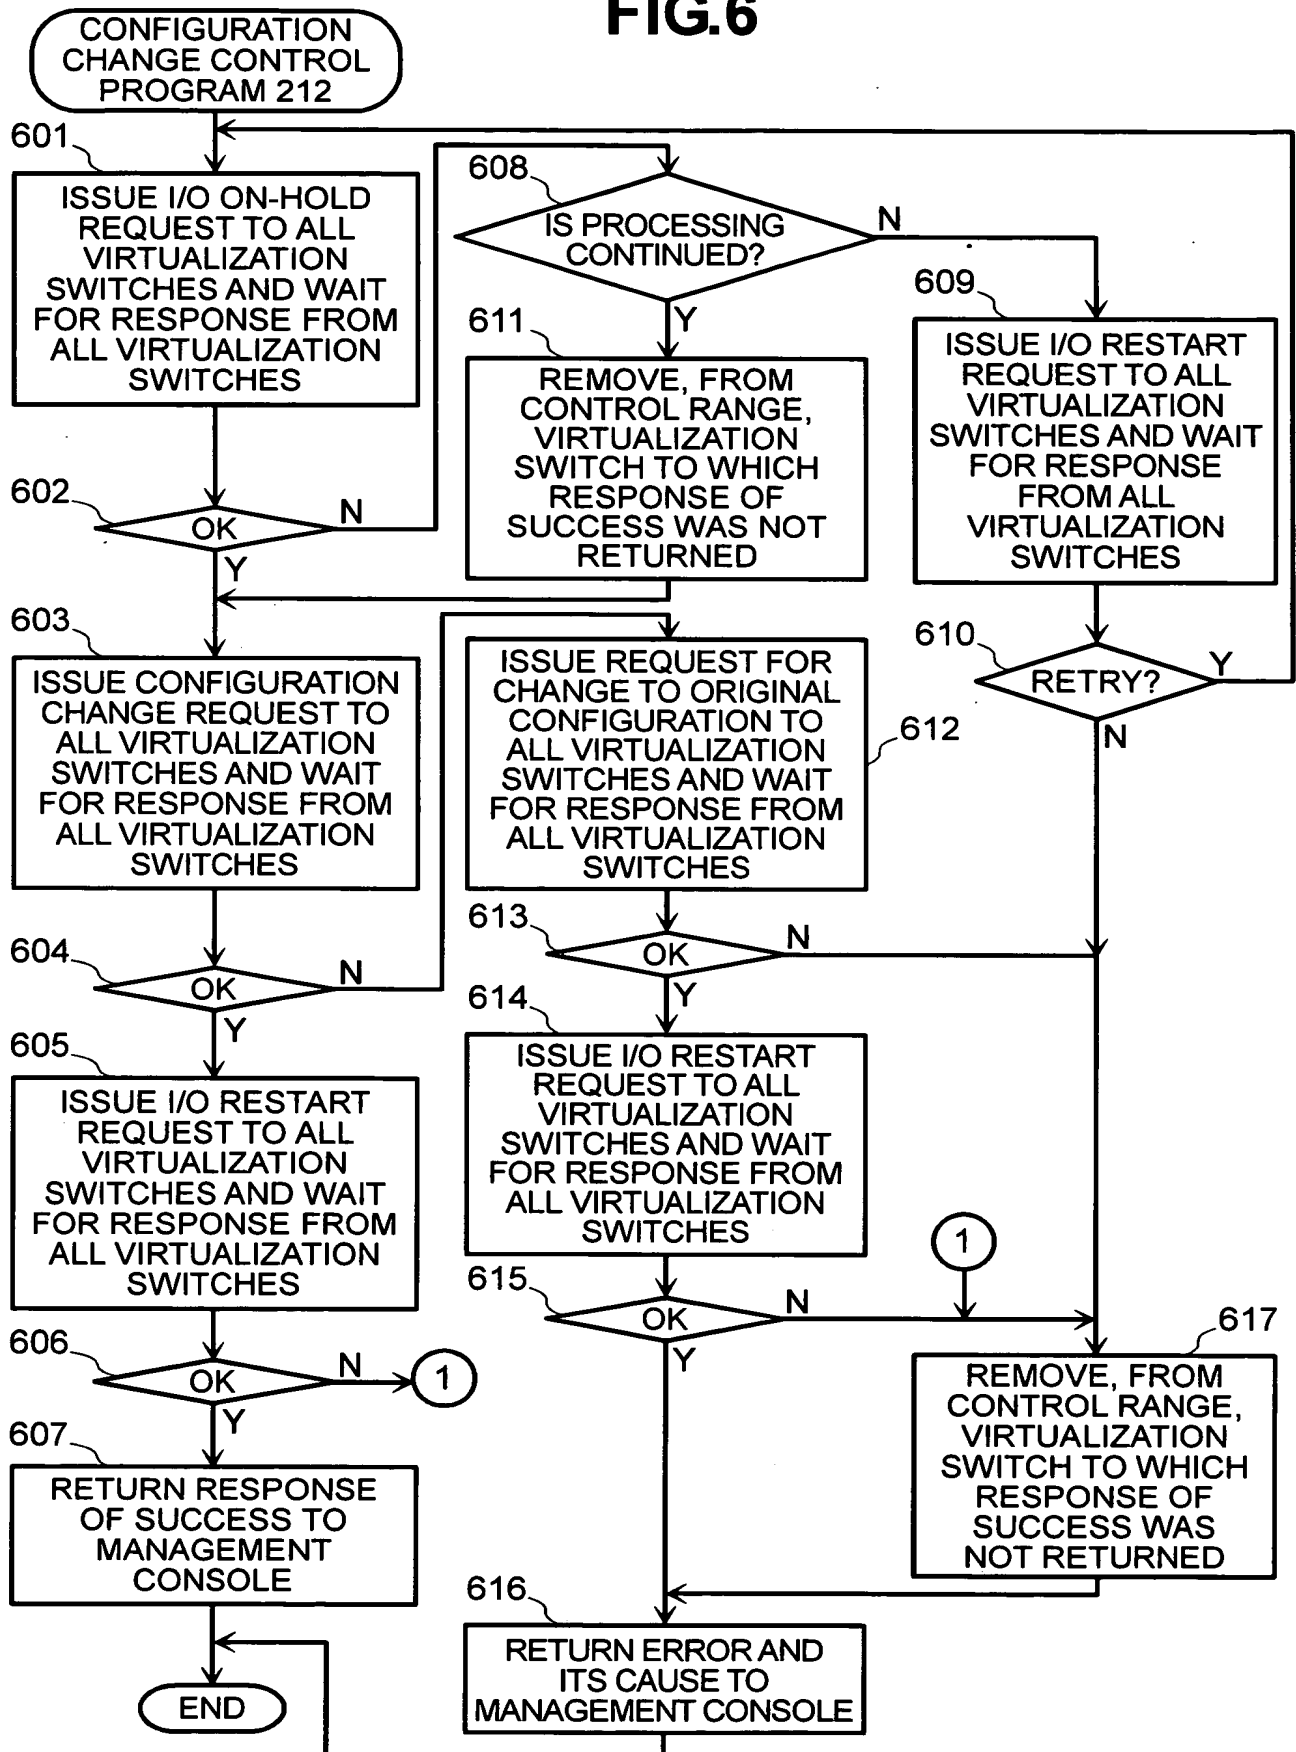 FIG.6
CONFIGURATION
CHANGE CONTROL
PROGRAM 212
601
ISSUE I/O ON-HOLD
REQUEST TO ALL
VIRTUALIZATION
SWITCHES AND WAIT
FOR RESPONSE FROM
ALL VIRTUALIZATION
SWITCHES
602
OK
N
Y
603
ISSUE CONFIGURATION
CHANGE REQUEST TO
ALL VIRTUALIZATION
SWITCHES AND WAIT
FOR RESPONSE FROM
ALL VIRTUALIZATION
SWITCHES
604
OK
N
Y
605
ISSUE I/O RESTART
REQUEST TO ALL
VIRTUALIZATION
SWITCHES AND WAIT
FOR RESPONSE FROM
ALL VIRTUALIZATION
SWITCHES
606
OK
N
1
Y
607
RETURN RESPONSE
OF SUCCESS TO
MANAGEMENT
CONSOLE
END
608
IS PROCESSING
CONTINUED?
N
Y
611
REMOVE, FROM
CONTROL RANGE,
VIRTUALIZATION
SWITCH TO WHICH
RESPONSE OF
SUCCESS WAS NOT
RETURNED
612
ISSUE REQUEST FOR
CHANGE TO ORIGINAL
CONFIGURATION TO
ALL VIRTUALIZATION
SWITCHES AND WAIT
FOR RESPONSE FROM
ALL VIRTUALIZATION
SWITCHES
613
OK
N
Y
614
ISSUE I/O RESTART
REQUEST TO ALL
VIRTUALIZATION
SWITCHES AND WAIT
FOR RESPONSE FROM
ALL VIRTUALIZATION
SWITCHES
615
OK
N
Y
616
RETURN ERROR AND
ITS CAUSE TO
MANAGEMENT CONSOLE
609
ISSUE I/O RESTART
REQUEST TO ALL
VIRTUALIZATION
SWITCHES AND WAIT
FOR RESPONSE
FROM ALL
VIRTUALIZATION
SWITCHES
610
RETRY?
Y
N
1
617
REMOVE, FROM
CONTROL RANGE,
VIRTUALIZATION
SWITCH TO WHICH
RESPONSE OF
SUCCESS WAS
NOT RETURNED